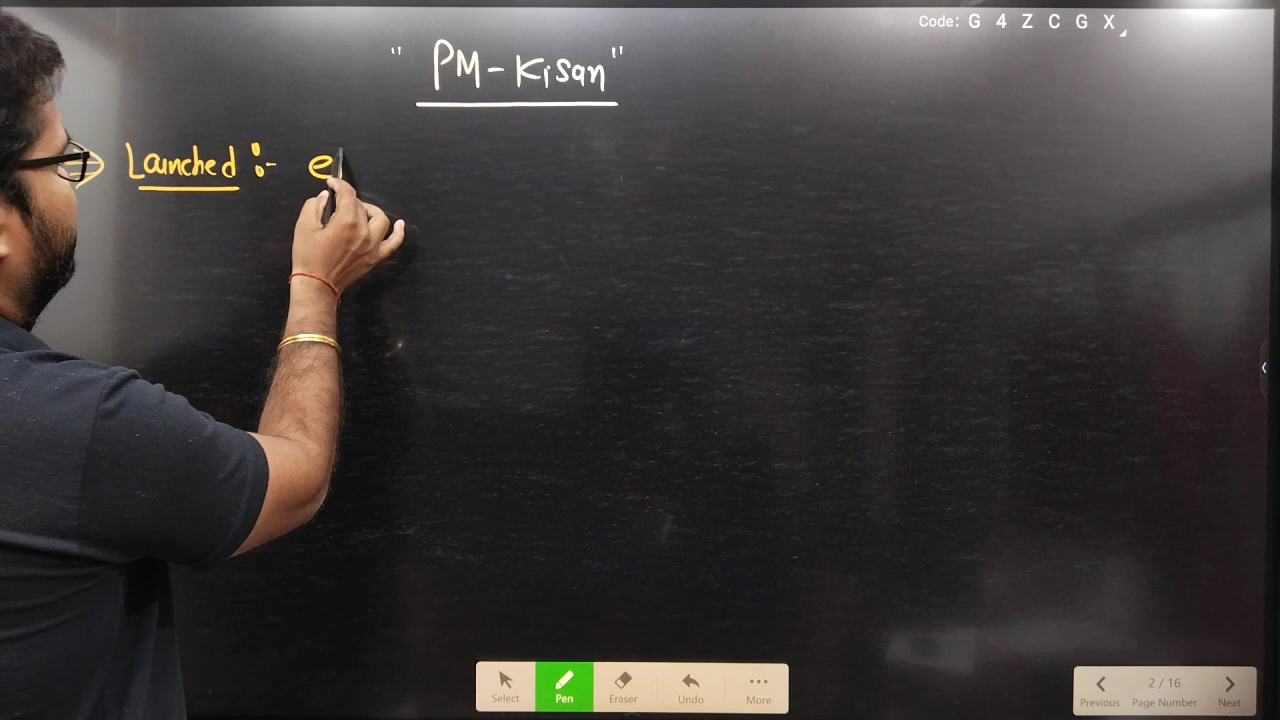 Code: G 4 Z C G X
" PM-Kisan "
⇒ Launched :- e
Select Pen Eraser Undo More
2 / 16
Previous Page Number Next